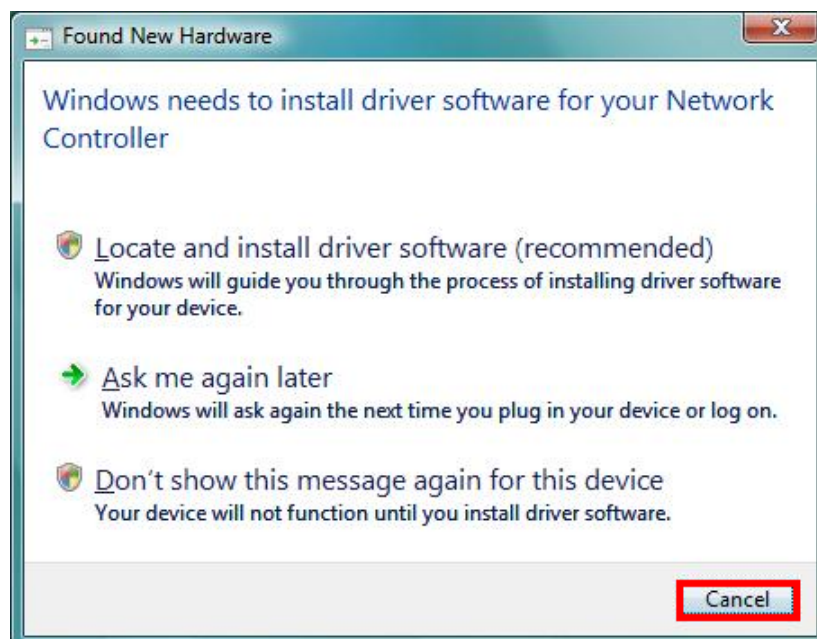 Found New Hardware
Windows needs to install driver software for your Network
Controller
Locate and install driver software (recommended)
Windows will guide you through the process of installing driver software
for your device.
Ask me again later
Windows will ask again the next time you plug in your device or log on.
Don't show this message again for this device
Your device will not function until you install driver software.
Cancel